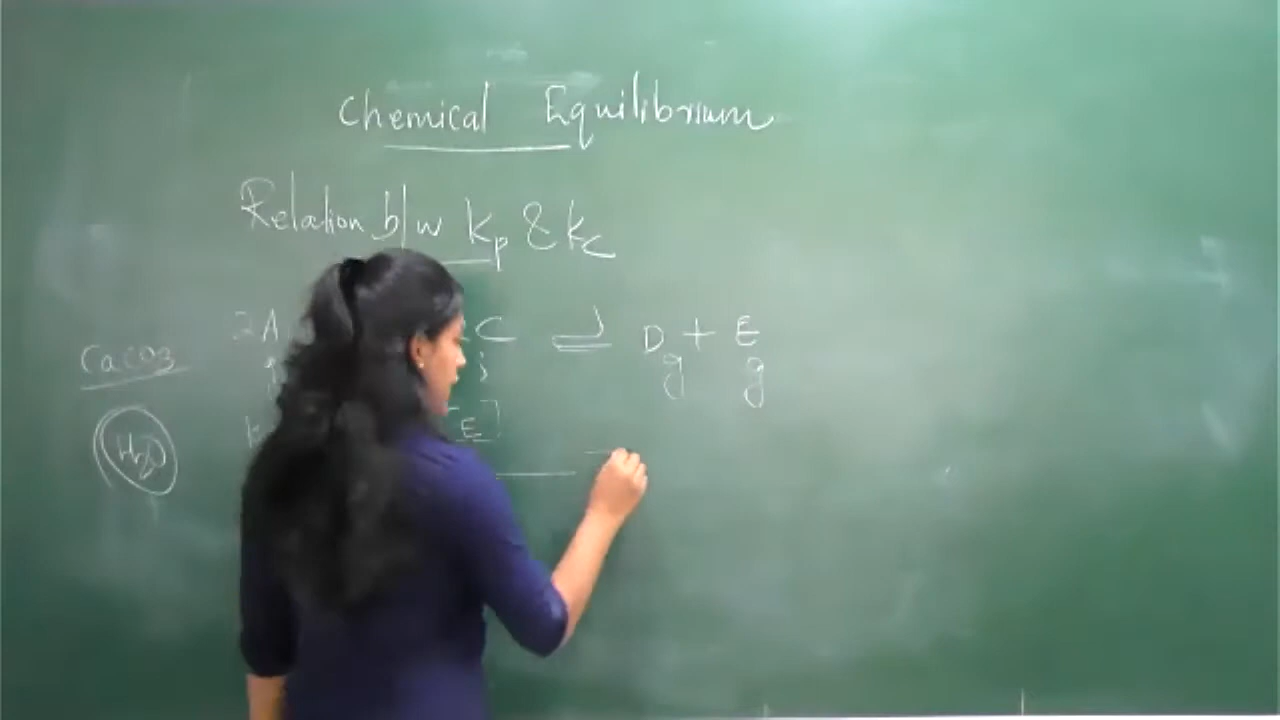 Chemical Equilibrium
Relation b/w Kp & Kc
2A C ⇌ D + E
g g
CaCO3
E]
H2O